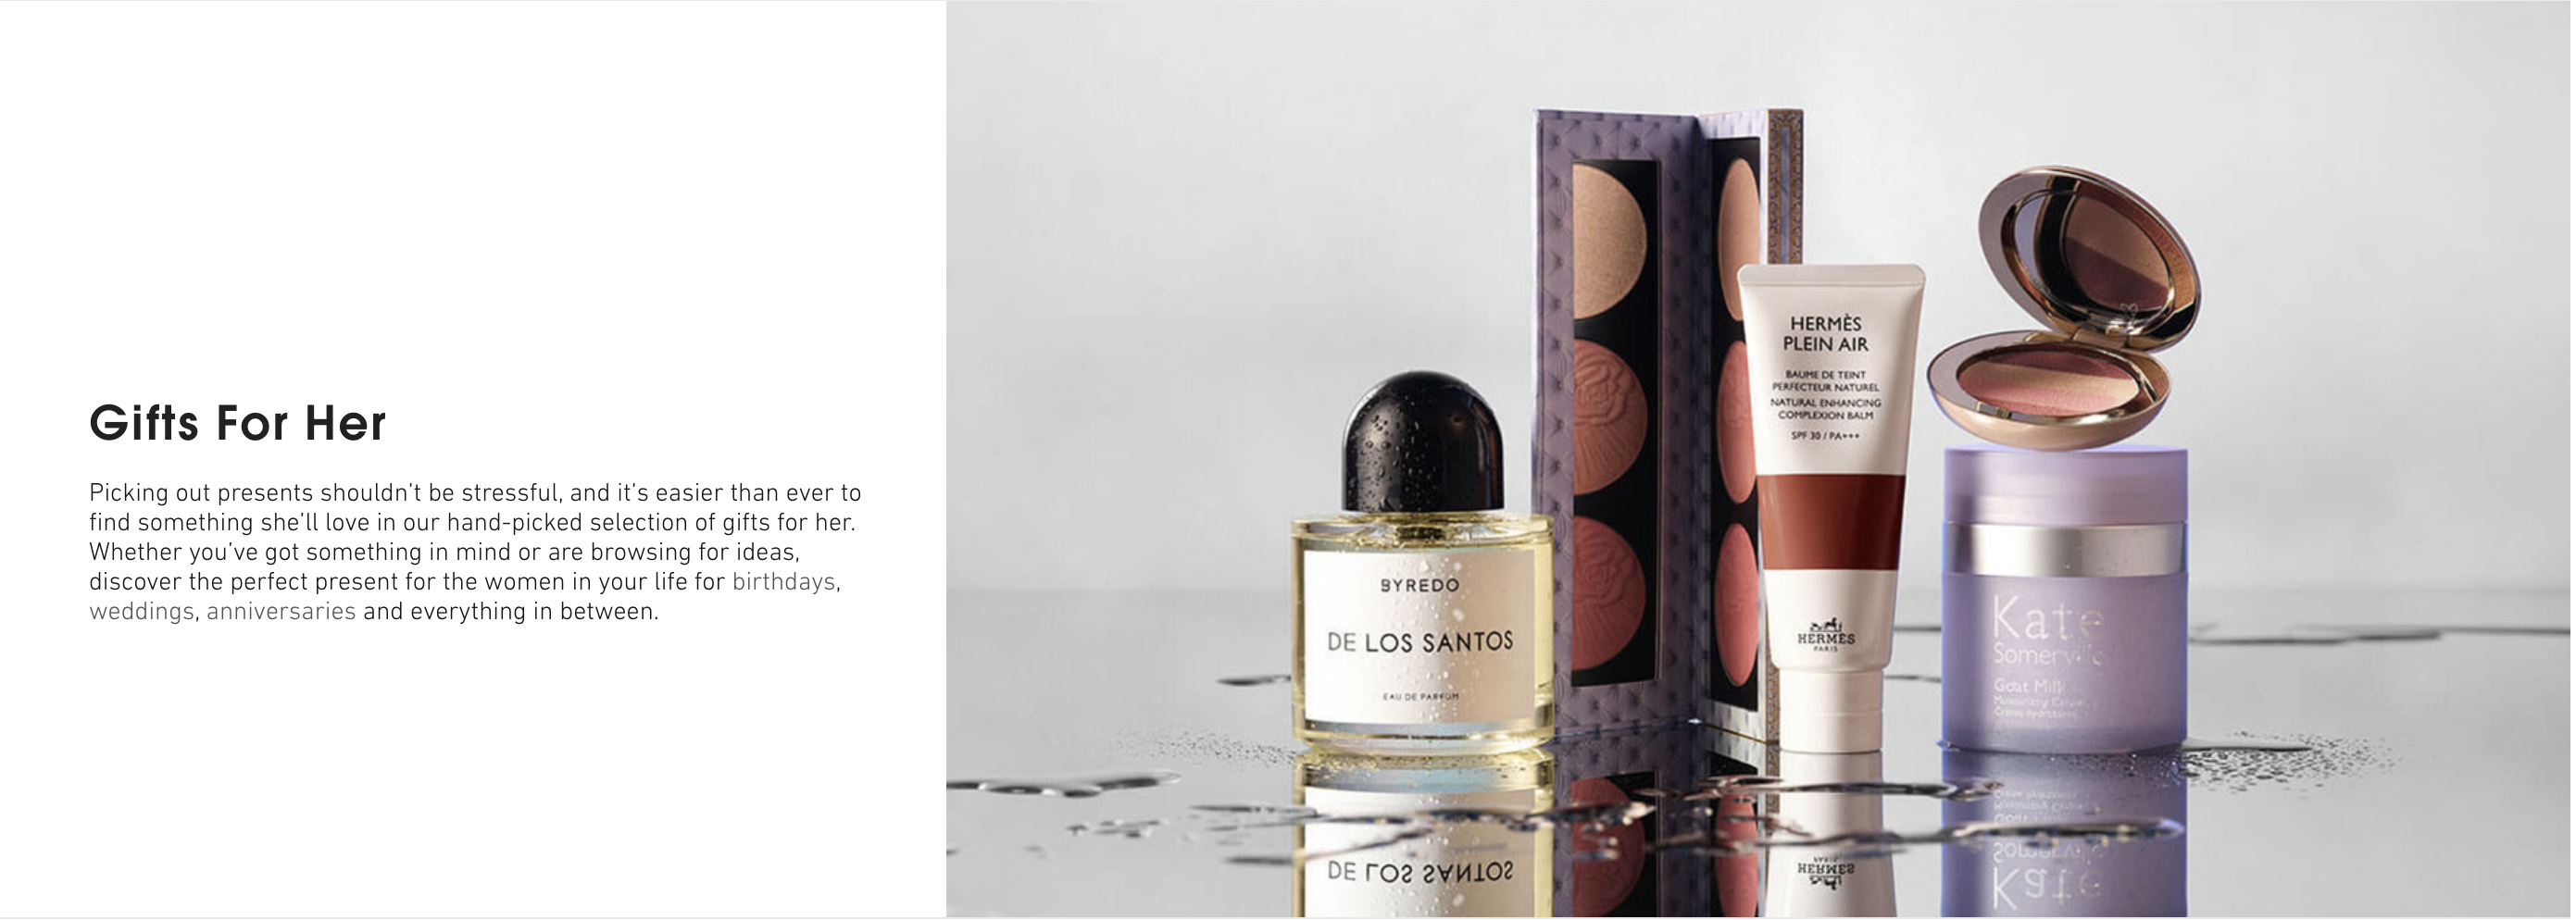 Gifts For Her
Picking out presents shouldn’t be stressful, and it’s easier than ever to
find something she’ll love in our hand-picked selection of gifts for her.
Whether you’ve got something in mind or are browsing for ideas,
discover the perfect present for the women in your life for birthdays,
weddings, anniversaries and everything in between.
BYREDO
DE LOS SANTOS
EAU DE PARFUM
HERMÈS
PLEIN AIR
BAUME DE TEINT
PERFECTEUR NATUREL
NATURAL ENHANCING
COMPLEXION BALM
SPF 30 / PA+++
HERMÈS
PARIS
Kate
Somerville
Goat Milk